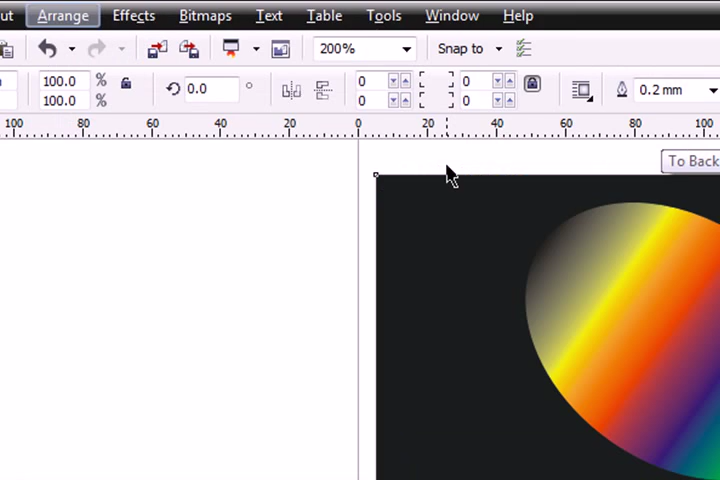 ut Arrange Effects Bitmaps Text Table Tools Window Help
200% Snap to
100.0 % 0.0 ° 0 0 0.2 mm
100.0 % 0 0
100 80 60 40 20 0 20 40 60 80 100
To Back